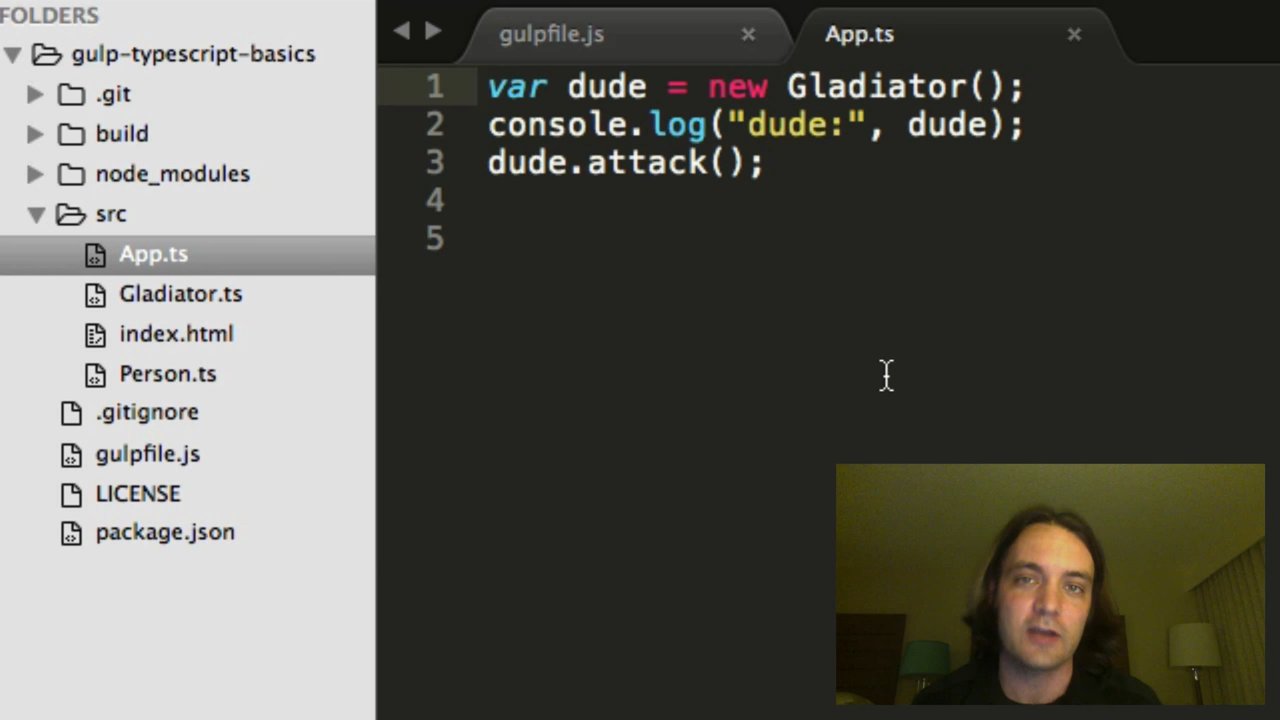 FOLDERS
gulp-typescript-basics
.git
build
node_modules
src
App.ts
Gladiator.ts
index.html
Person.ts
.gitignore
gulpfile.js
LICENSE
package.json
gulpfile.js
App.ts
1 var dude = new Gladiator();
2 console.log("dude:", dude);
3 dude.attack();
4
5